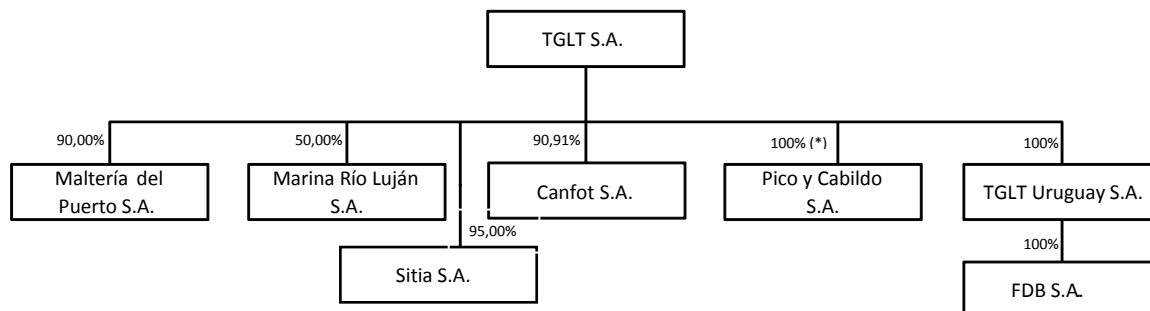 TGLT S.A.
90,00%
50,00%
90,91%
100% (*)
100%
Maltería del
Puerto S.A.
Marina Río Luján
S.A.
Canfot S.A.
Pico y Cabildo
S.A.
TGLT Uruguay S.A.
95,00%
100%
Sitia S.A.
FDB S.A.